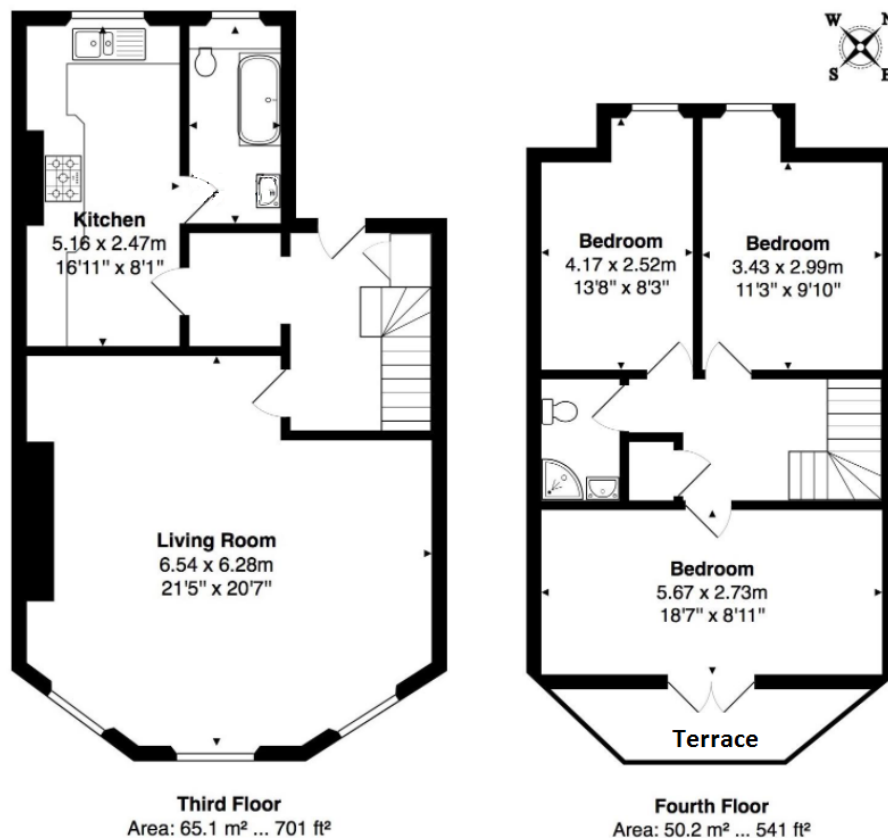 W N
S E
Kitchen
5.16 x 2.47m
16'11" x 8'1"
Living Room
6.54 x 6.28m
21'5" x 20'7"
Third Floor
Area: 65.1 m² ... 701 ft²
Bedroom
4.17 x 2.52m
13'8" x 8'3"
Bedroom
3.43 x 2.99m
11'3" x 9'10"
Bedroom
5.67 x 2.73m
18'7" x 8'11"
Terrace
Fourth Floor
Area: 50.2 m² ... 541 ft²